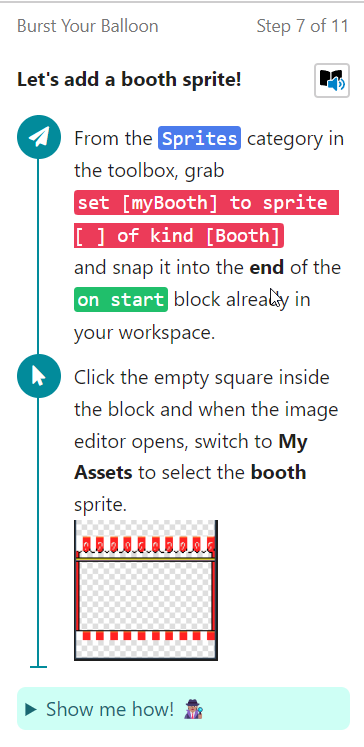 Burst Your Balloon Step 7 of 11
Let's add a booth sprite!
From the Sprites category in
the toolbox, grab
set [myBooth] to sprite
[ ] of kind [Booth]
and snap it into the end of the
on start block already in
your workspace.
Click the empty square inside
the block and when the image
editor opens, switch to My
Assets to select the booth
sprite.
Show me how!